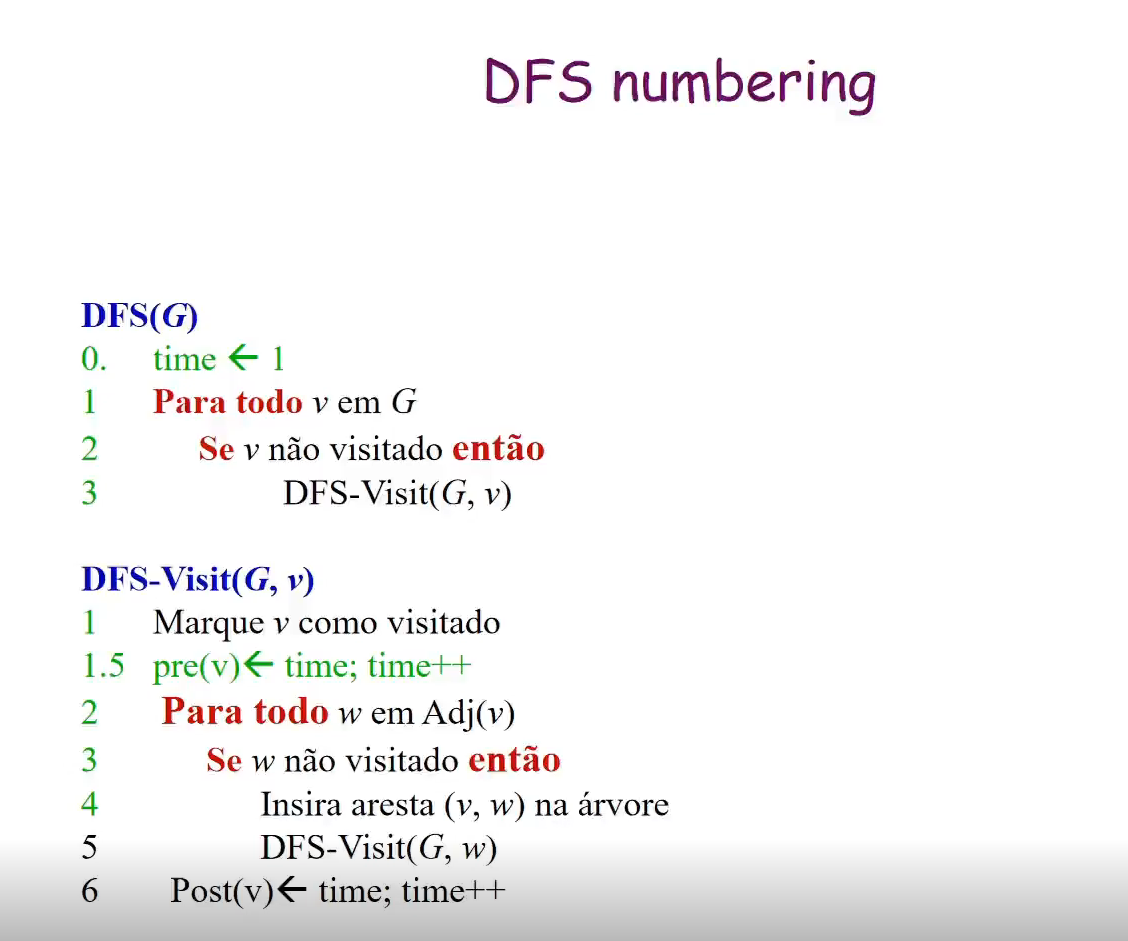 DFS numbering
DFS(G)
0. time ← 1
1 Para todo v em G
2 Se v não visitado então
3 DFS-Visit(G, v)
DFS-Visit(G, v)
1 Marque v como visitado
1.5 pre(v)← time; time++
2 Para todo w em Adj(v)
3 Se w não visitado então
4 Insira aresta (v, w) na árvore
5 DFS-Visit(G, w)
6 Post(v)← time; time++